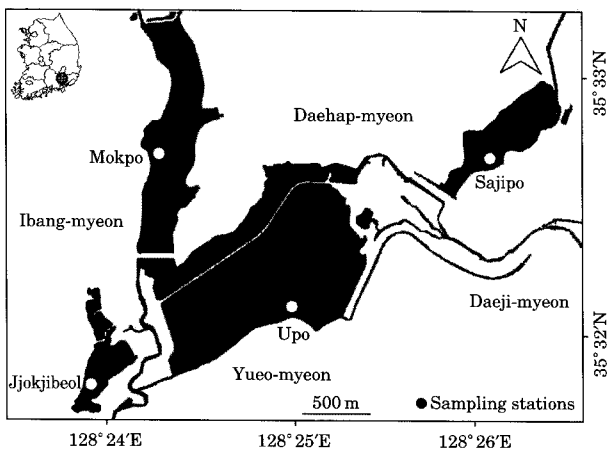 N
Daehap-myeon
Mokpo
Sajipo
Ibang-myeon
Daeji-myeon
Upo
Jjokjibeol
Yueo-myeon
500 m
Sampling stations
35°33′N
35°32′N
128°24′E
128°25′E
128°26′E